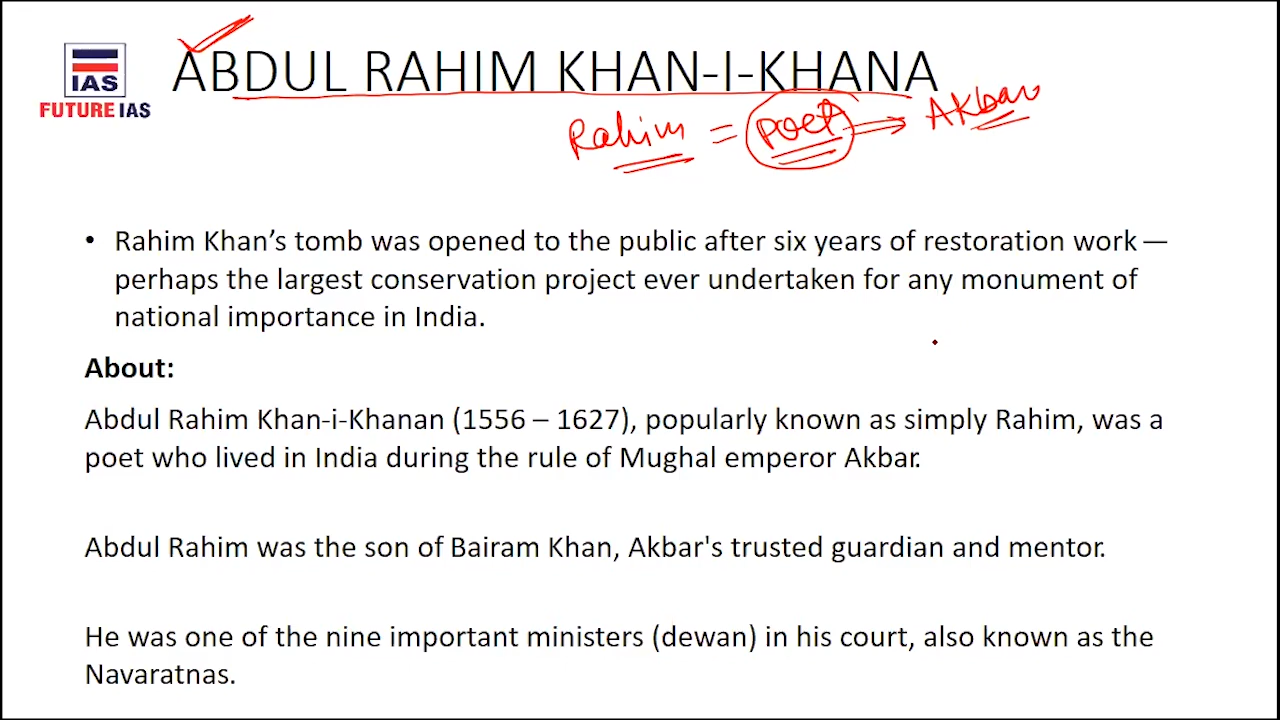 ABDUL RAHIM KHAN-I-KHANA
IAS
FUTURE IAS
Rahim = poet → Akbar
• Rahim Khan’s tomb was opened to the public after six years of restoration work —
perhaps the largest conservation project ever undertaken for any monument of
national importance in India.
About:
Abdul Rahim Khan-i-Khanan (1556 – 1627), popularly known as simply Rahim, was a
poet who lived in India during the rule of Mughal emperor Akbar.
Abdul Rahim was the son of Bairam Khan, Akbar's trusted guardian and mentor.
He was one of the nine important ministers (dewan) in his court, also known as the
Navaratnas.